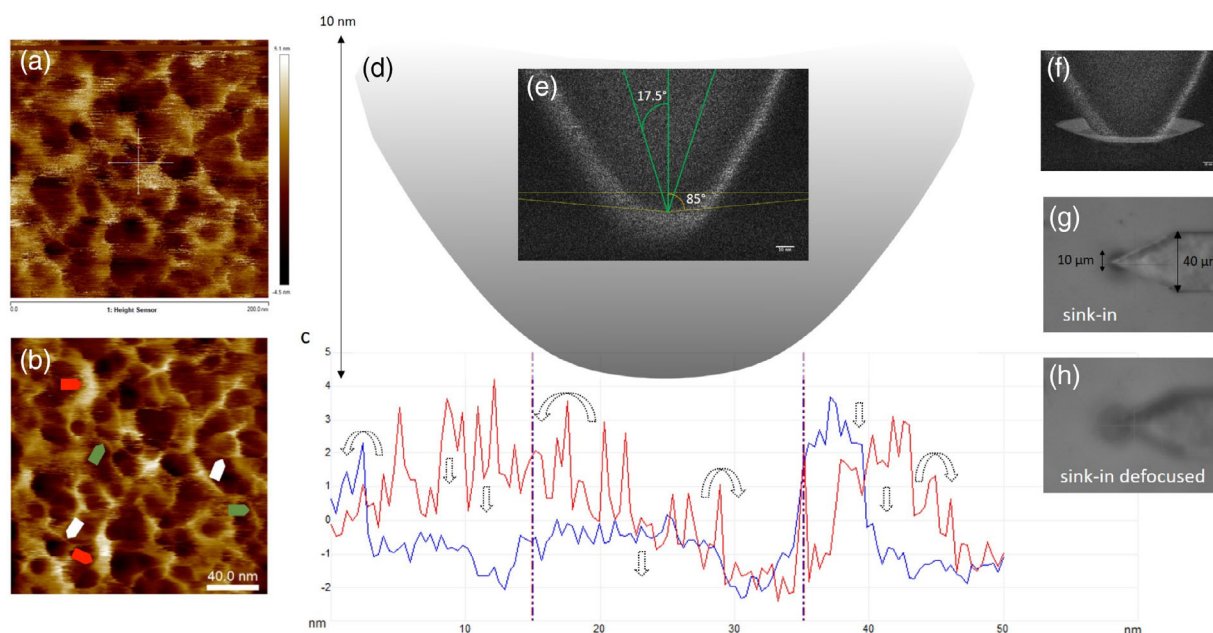 (a)
5.1 nm
-4.5 nm
0.0
1: Height Sensor
200.0 nm
(b)
40.0 nm
10 nm
(d)
(e)
17.5°
85°
10 nm
c
5
4
3
2
1
0
-1
-2
nm
10
20
30
40
50
nm
(f)
(g)
10 µm
40 µm
sink-in
(h)
sink-in defocused